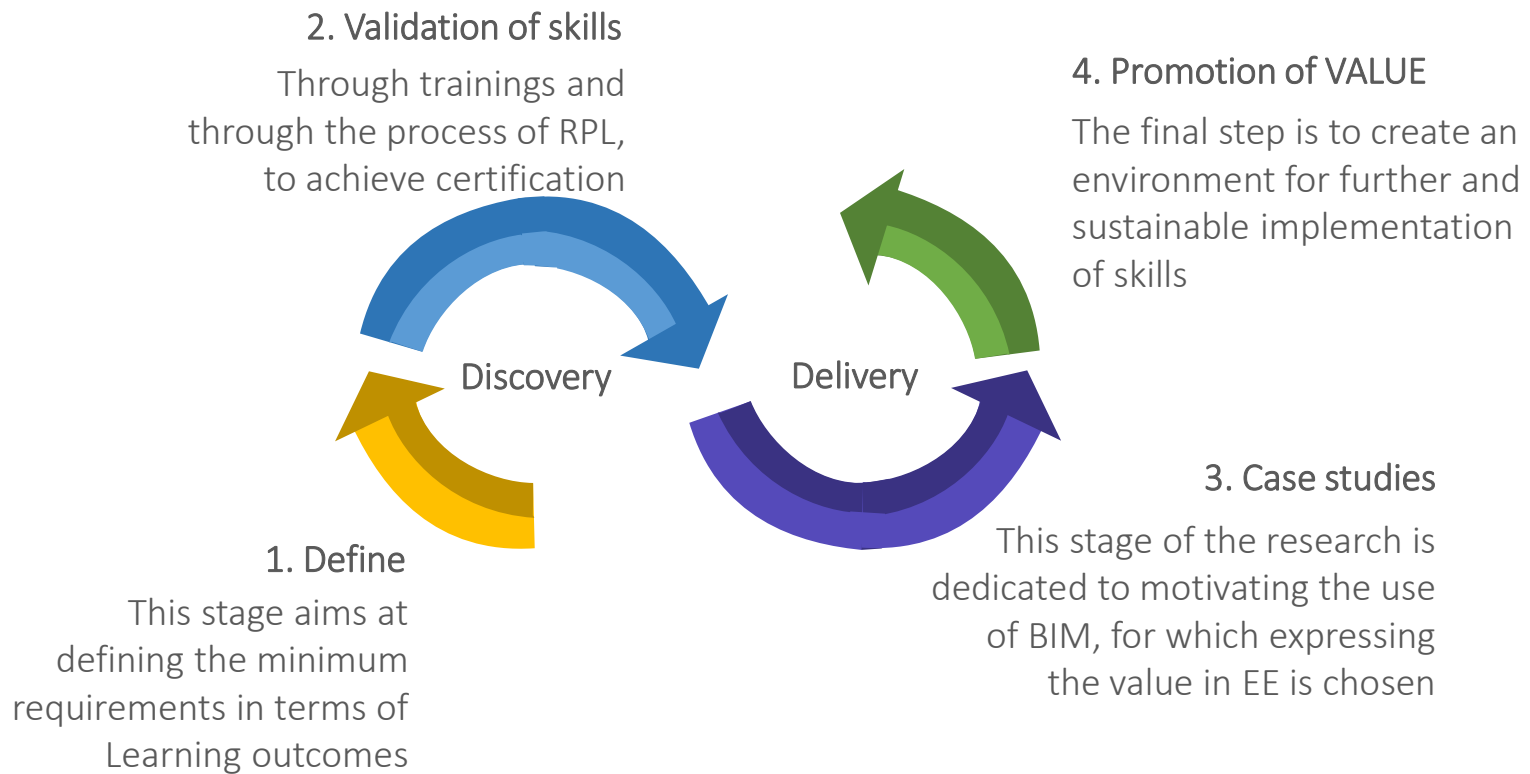 2. Validation of skills
Through trainings and
through the process of RPL,
to achieve certification
4. Promotion of VALUE
The final step is to create an
environment for further and
sustainable implementation
of skills
Discovery
Delivery
1. Define
This stage aims at
defining the minimum
requirements in terms of
Learning outcomes
3. Case studies
This stage of the research is
dedicated to motivating the use
of BIM, for which expressing
the value in EE is chosen